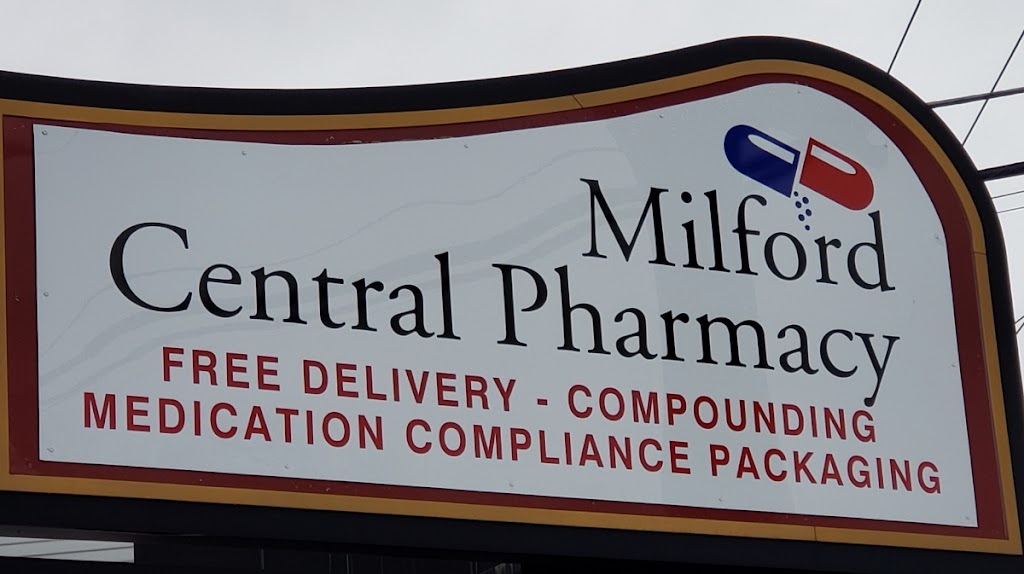 Milford
Central Pharmacy
FREE DELIVERY - COMPOUNDING
MEDICATION COMPLIANCE PACKAGING